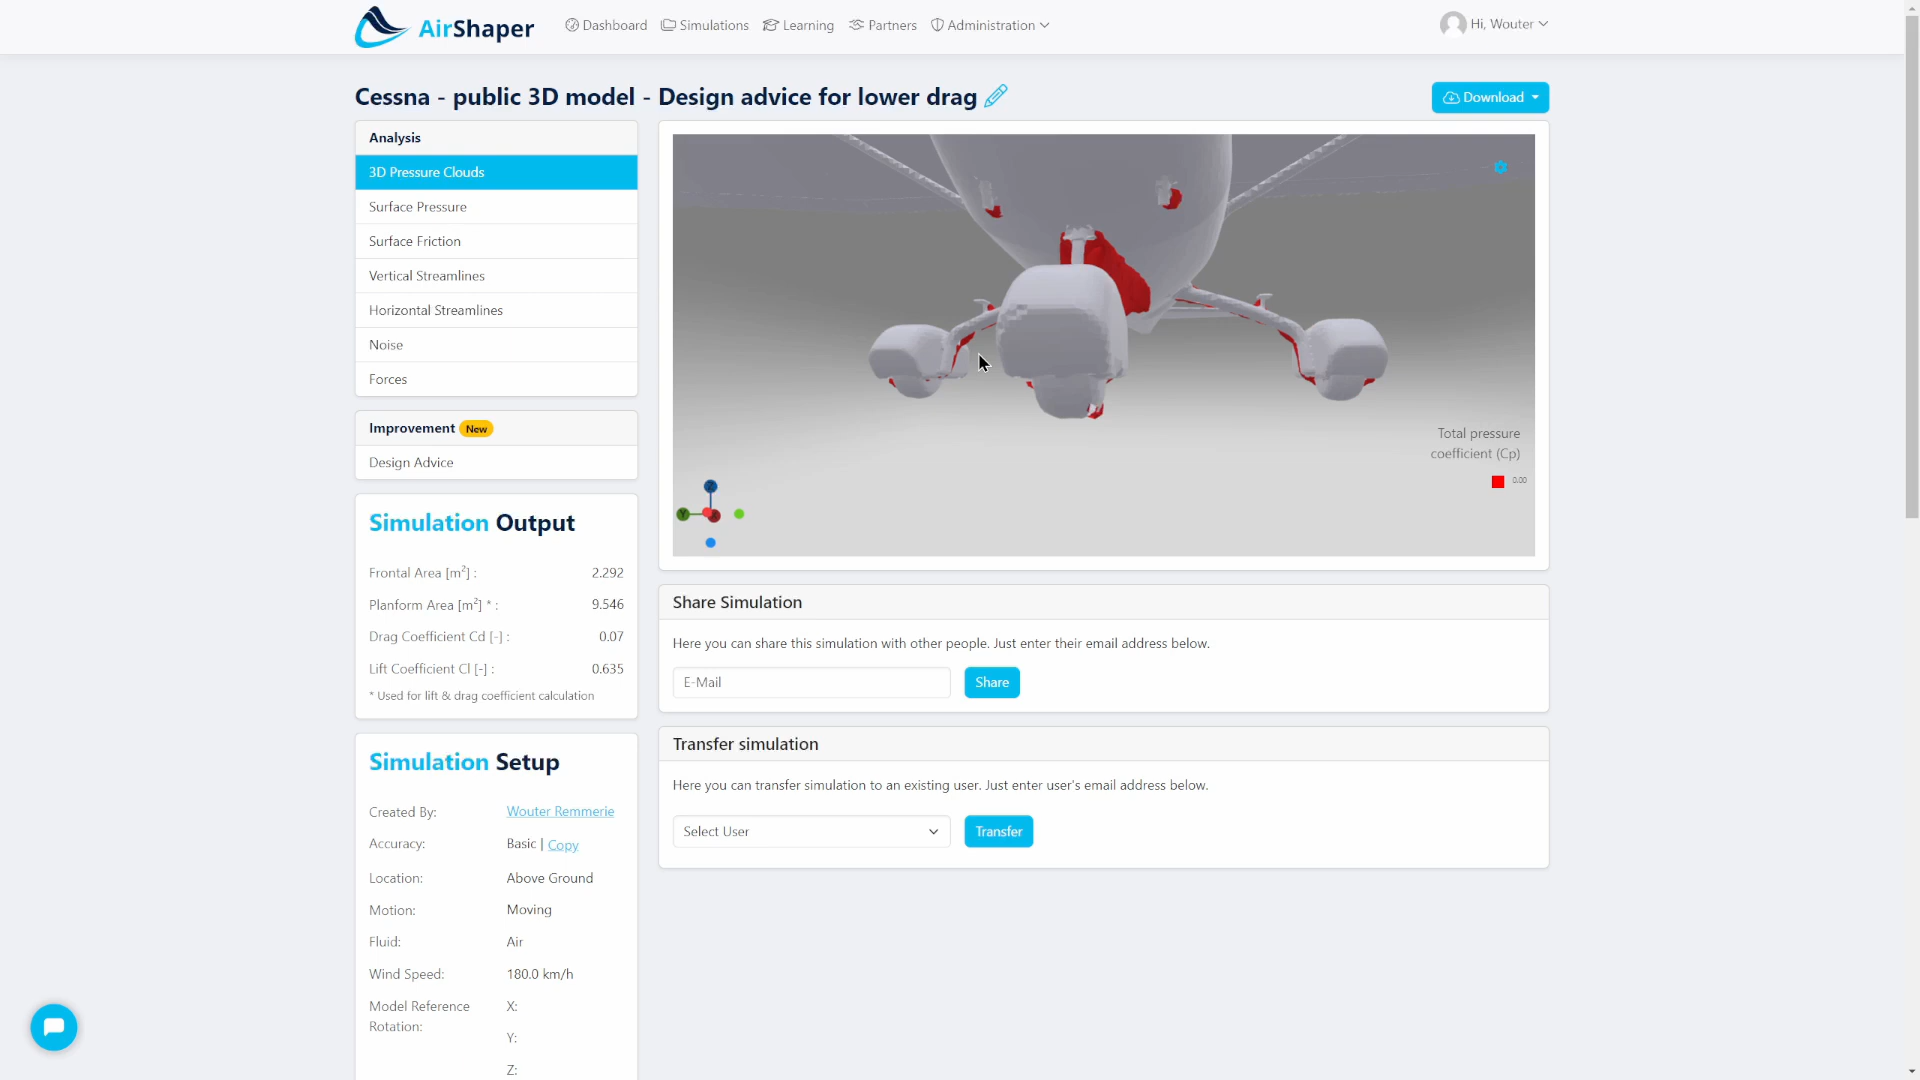 AirShaper
Dashboard
Simulations
Learning
Partners
Administration
Hi, Wouter
Cessna - public 3D model - Design advice for lower drag
Download
Analysis
3D Pressure Clouds
Surface Pressure
Surface Friction
Vertical Streamlines
Horizontal Streamlines
Noise
Forces
Improvement New
Design Advice
Total pressure
coefficient (Cp)
0.00
Z
Y
X
Simulation Output
Frontal Area [m²] : 2.292
Planform Area [m²] * : 9.546
Drag Coefficient Cd [-] : 0.07
Lift Coefficient Cl [-] : 0.635
* Used for lift & drag coefficient calculation
Share Simulation
Here you can share this simulation with other people. Just enter their email address below.
E-Mail
Share
Transfer simulation
Here you can transfer simulation to an existing user. Just enter user's email address below.
Select User
Transfer
Simulation Setup
Created By: Wouter Remmerie
Accuracy: Basic | Copy
Location: Above Ground
Motion: Moving
Fluid: Air
Wind Speed: 180.0 km/h
Model Reference X:
Rotation:
Y:
Z: